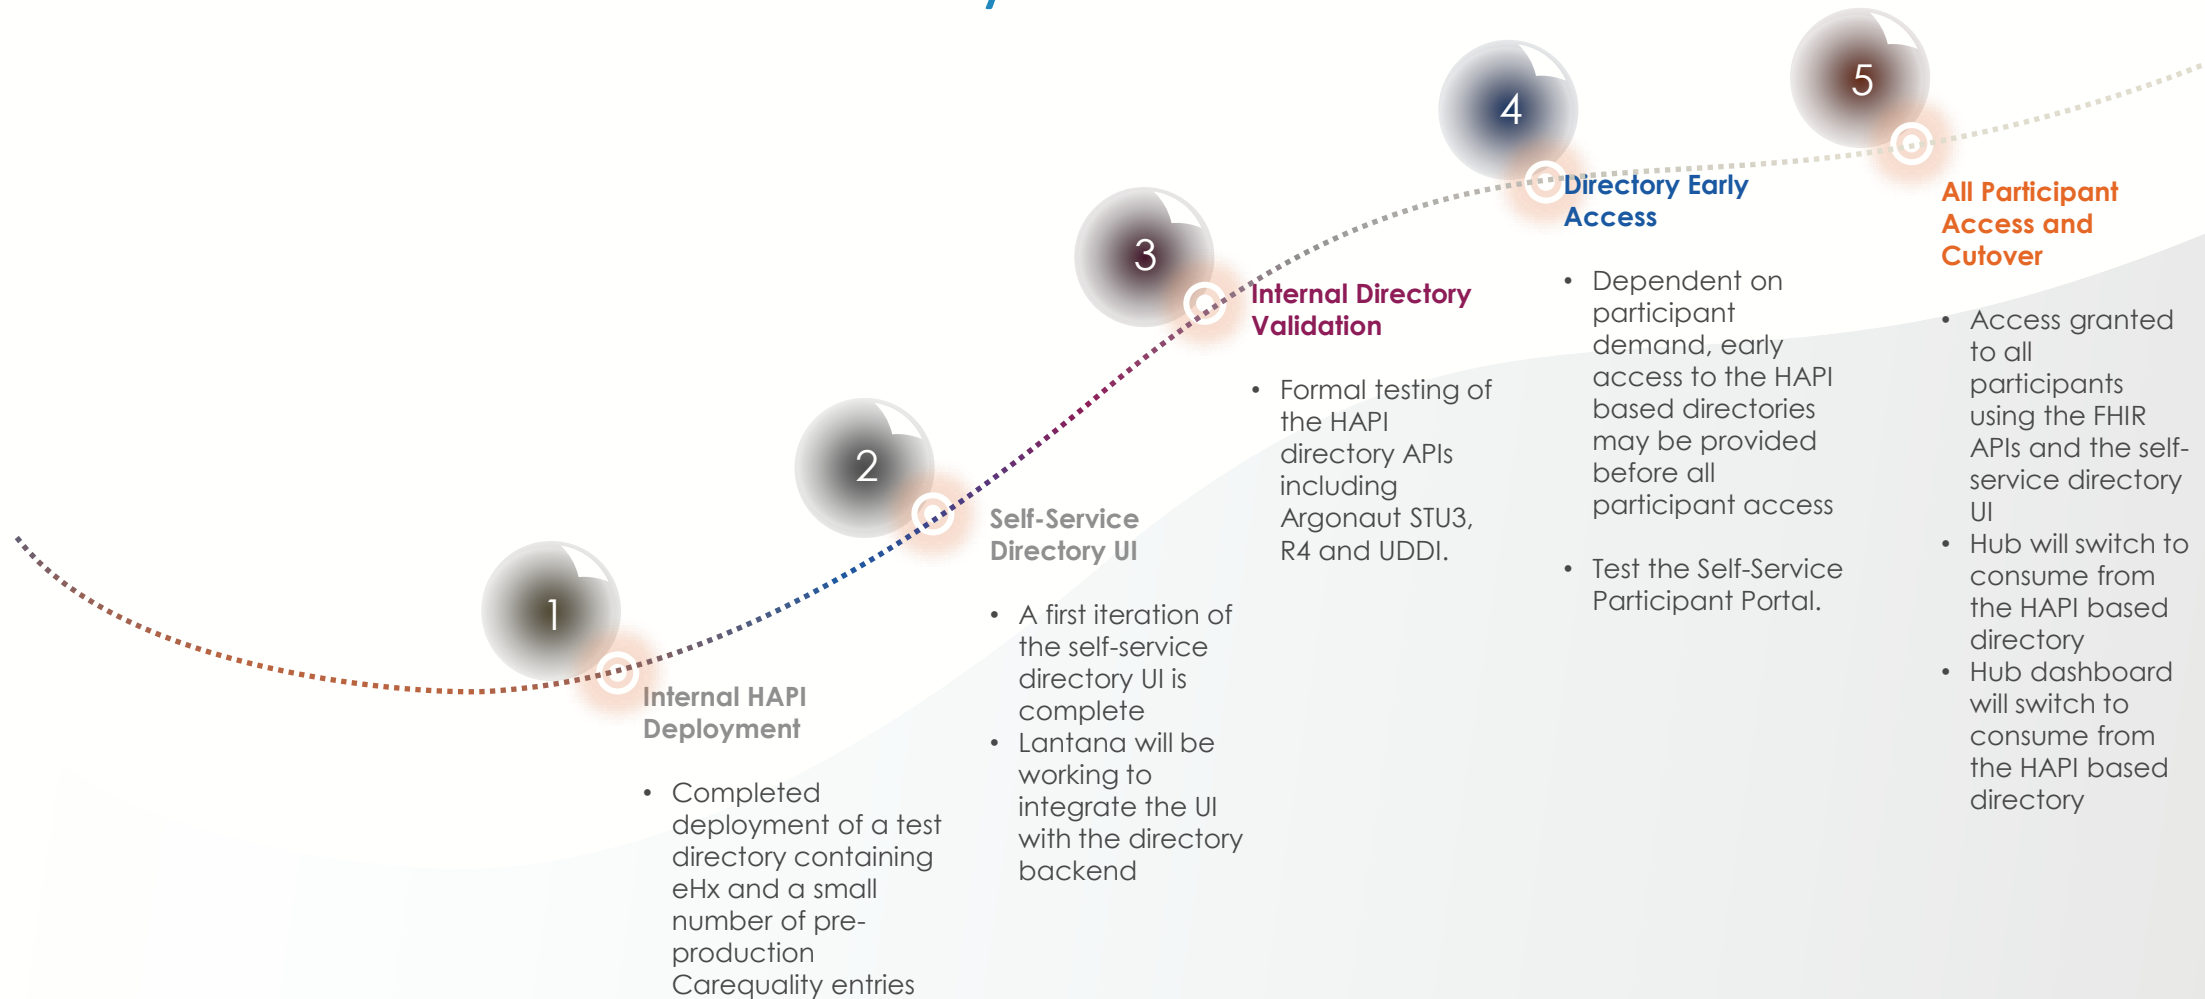 1
Internal HAPI
Deployment
• Completed
deployment of a test
directory containing
eHx and a small
number of pre-
production
Carequality entries
2
Self-Service
Directory UI
• A first iteration of
the self-service
directory UI is
complete
• Lantana will be
working to
integrate the UI
with the directory
backend
3
Internal Directory
Validation
• Formal testing of
the HAPI
directory APIs
including
Argonaut STU3,
R4 and UDDI.
4
Directory Early
Access
• Dependent on
participant
demand, early
access to the HAPI
based directories
may be provided
before all
participant access
• Test the Self-Service
Participant Portal.
5
All Participant
Access and
Cutover
• Access granted
to all
participants
using the FHIR
APIs and the self-
service directory
UI
• Hub will switch to
consume from
the HAPI based
directory
• Hub dashboard
will switch to
consume from
the HAPI based
directory